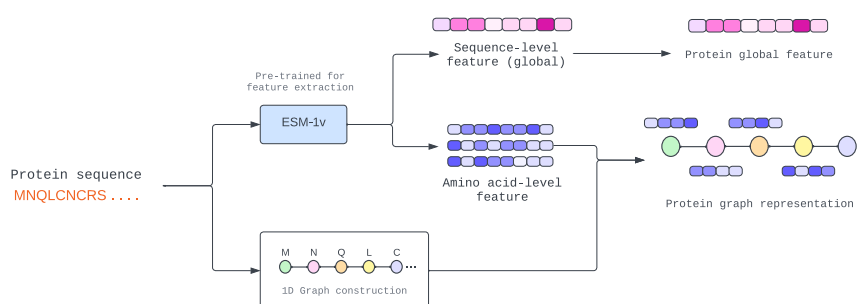 Protein sequence
MNQLCNCRS ....
Pre-trained for
feature extraction
ESM-1v
Sequence-level
feature (global)
Protein global feature
Amino acid-level
feature
M N Q L C
1D Graph construction
Protein graph representation